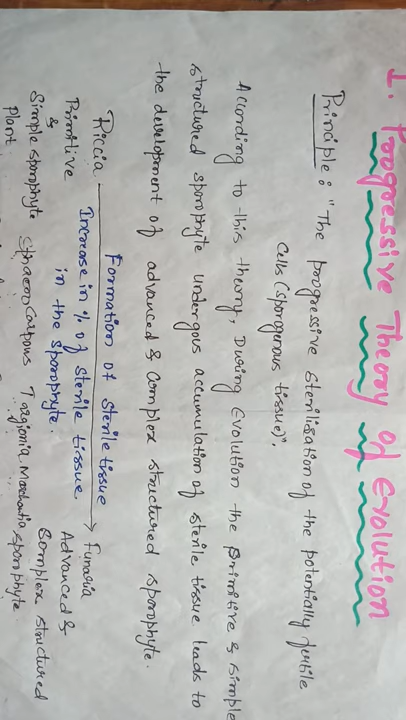 1. Progressive Theory of Evolution
Principle : "The progressive sterilisation of the potentially fertile
cells (sporogenous tissue)".
According to this theory, During Evolution the primitive & simple
structured sporophyte undergoes accumulation of sterile tissue leads to
the development of advanced & complex structured sporophyte.
Formation of sterile tissue
Riccia → Funaria
Increase in % of sterile tissue
in the sporophyte.
Primitive Advanced &
& Complex structured
Simple sporophyte Sphaerocarpous Targionia Marchantia sporophyte
plant